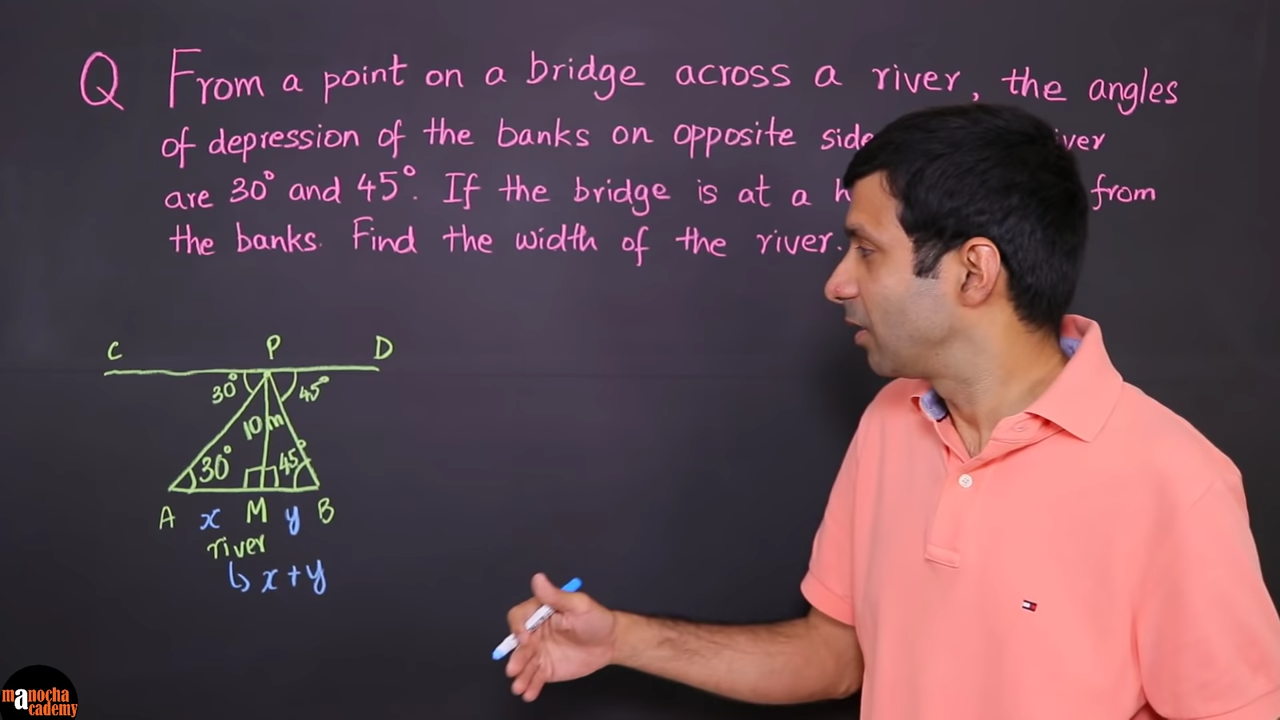 Q From a point on a bridge across a river, the angles
of depression of the banks on opposite
are 30° and 45°. If the bridge is at a from
the banks. Find the width of the river.
C P D
30° 45°
10 m
30° 45°
A x M y B
river
↳ x + y
manocha
academy